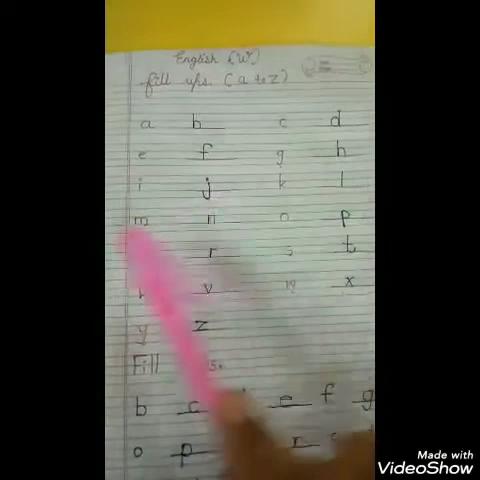 English (W)
fill ups (a to z)
a b c d
e f g h
i j k l
m n o p
r s t
v w x
y z
Fill
b c e f g
o p r
Made with
VideoShow